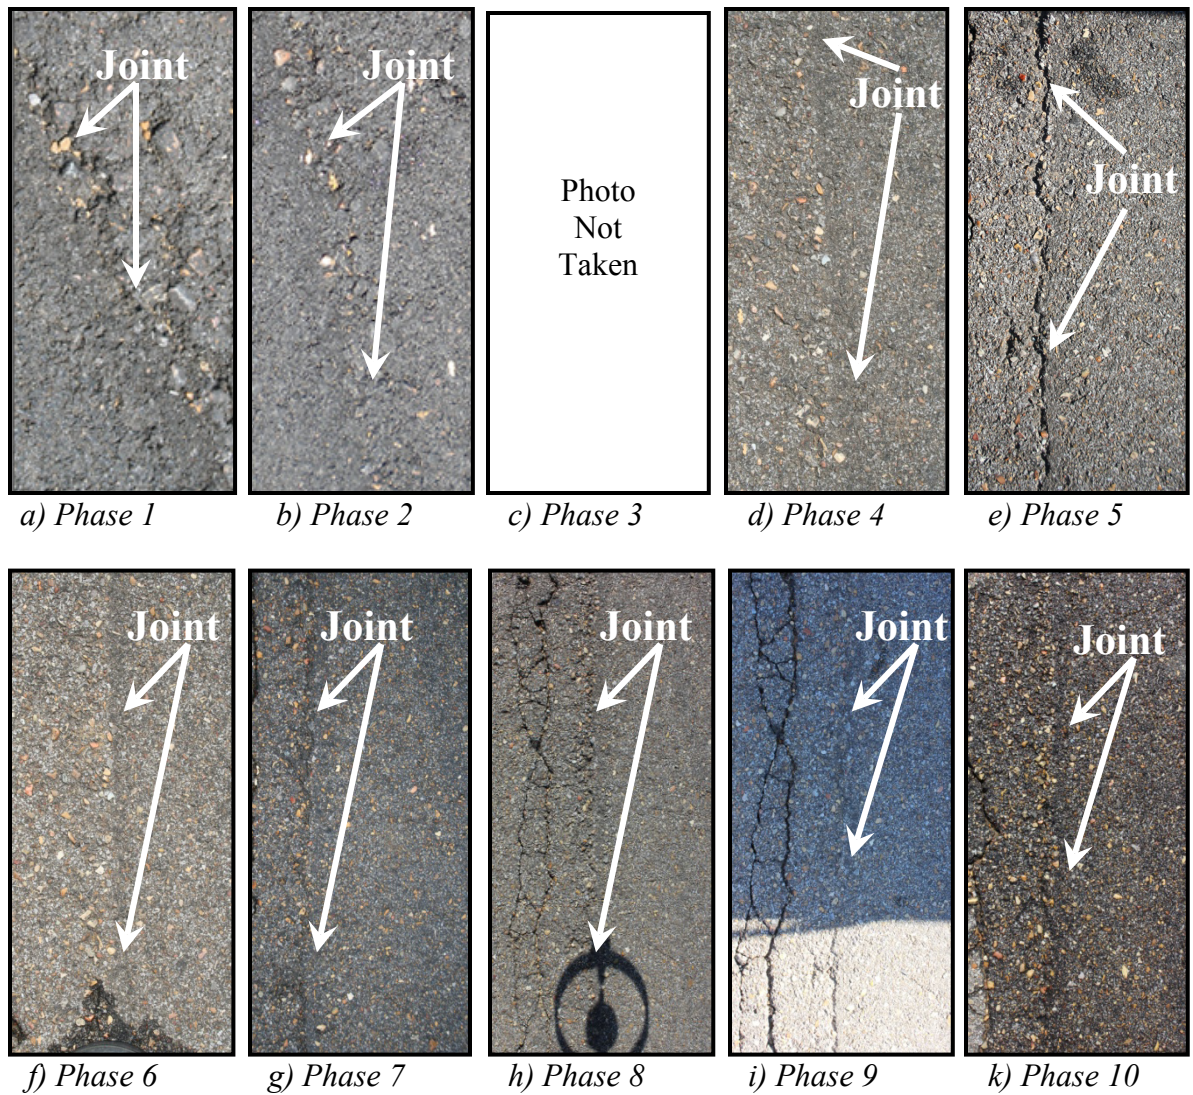 Joint
Joint
Photo
Not
Taken
Joint
Joint
a) Phase 1
b) Phase 2
c) Phase 3
d) Phase 4
e) Phase 5
Joint
Joint
Joint
Joint
Joint
f) Phase 6
g) Phase 7
h) Phase 8
i) Phase 9
k) Phase 10